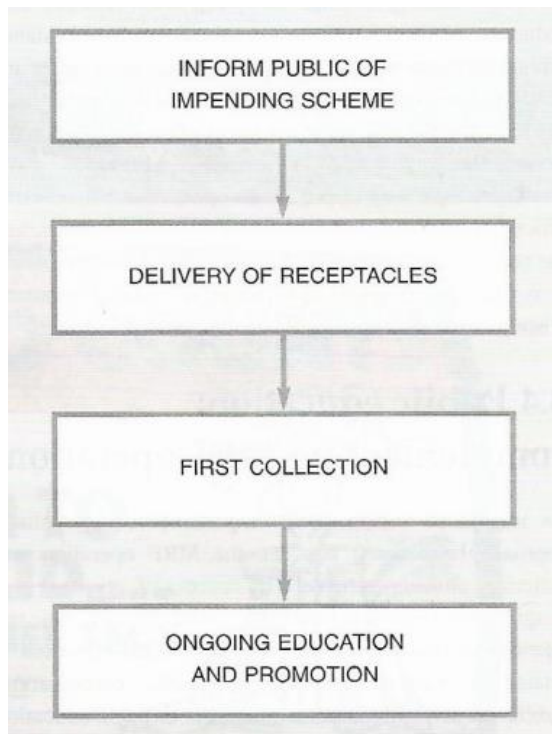 INFORM PUBLIC OF
IMPENDING SCHEME
DELIVERY OF RECEPTACLES
FIRST COLLECTION
ONGOING EDUCATION
AND PROMOTION